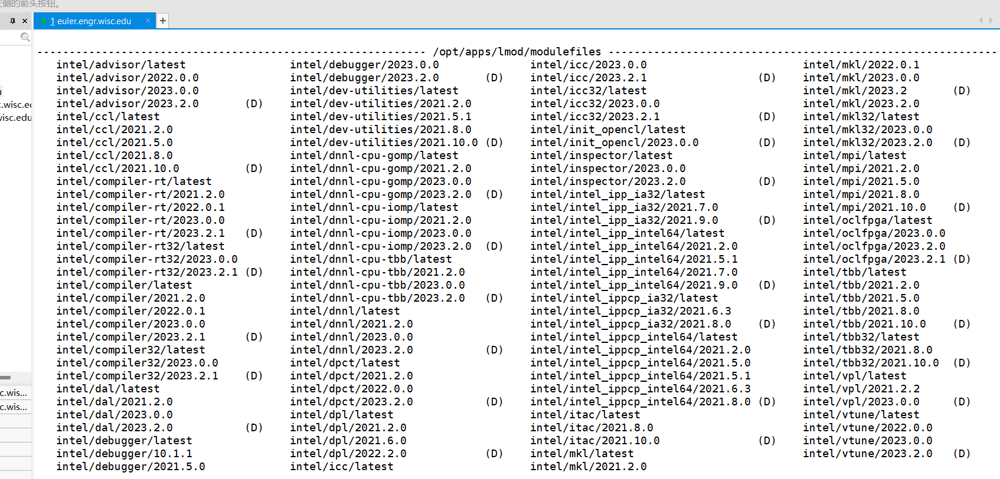 左侧的箭头按钮。
1 euler.engr.wisc.edu × +
/opt/apps/lmod/modulefiles
intel/advisor/latest intel/debugger/2023.0.0 intel/icc/2023.0.0 intel/mkl/2022.0.1
intel/advisor/2022.0.0 intel/debugger/2023.2.0 (D) intel/icc/2023.2.1 (D) intel/mkl/2023.0.0
intel/advisor/2023.0.0 intel/dev-utilities/latest intel/icc32/latest intel/mkl/2023.2 (D)
intel/advisor/2023.2.0 (D) intel/dev-utilities/2021.2.0 intel/icc32/2023.0.0 intel/mkl/2023.2.0
intel/ccl/latest intel/dev-utilities/2021.5.1 intel/icc32/2023.2.1 (D) intel/mkl32/latest
intel/ccl/2021.2.0 intel/dev-utilities/2021.8.0 intel/init_opencl/latest intel/mkl32/2023.0.0
intel/ccl/2021.5.0 intel/dev-utilities/2021.10.0 (D) intel/init_opencl/2023.0.0 (D) intel/mkl32/2023.2.0 (D)
intel/ccl/2021.8.0 intel/dnnl-cpu-gomp/latest intel/inspector/latest intel/mpi/latest
intel/ccl/2021.10.0 (D) intel/dnnl-cpu-gomp/2021.2.0 intel/inspector/2023.0.0 intel/mpi/2021.2.0
intel/compiler-rt/latest intel/dnnl-cpu-gomp/2023.0.0 intel/inspector/2023.2.0 (D) intel/mpi/2021.5.0
intel/compiler-rt/2021.2.0 intel/dnnl-cpu-gomp/2023.2.0 (D) intel/intel_ipp_ia32/latest intel/mpi/2021.8.0
intel/compiler-rt/2022.0.1 intel/dnnl-cpu-iomp/latest intel/intel_ipp_ia32/2021.7.0 intel/mpi/2021.10.0 (D)
intel/compiler-rt/2023.0.0 intel/dnnl-cpu-iomp/2021.2.0 intel/intel_ipp_ia32/2021.9.0 (D) intel/oclfpga/latest
intel/compiler-rt/2023.2.1 (D) intel/dnnl-cpu-iomp/2023.0.0 intel/intel_ipp_intel64/latest intel/oclfpga/2023.0.0
intel/compiler-rt32/latest intel/dnnl-cpu-iomp/2023.2.0 (D) intel/intel_ipp_intel64/2021.2.0 intel/oclfpga/2023.2.0
intel/compiler-rt32/2023.0.0 intel/dnnl-cpu-tbb/latest intel/intel_ipp_intel64/2021.5.1 intel/oclfpga/2023.2.1 (D)
intel/compiler-rt32/2023.2.1 (D) intel/dnnl-cpu-tbb/2021.2.0 intel/intel_ipp_intel64/2021.7.0 intel/tbb/latest
intel/compiler/latest intel/dnnl-cpu-tbb/2023.0.0 intel/intel_ipp_intel64/2021.9.0 (D) intel/tbb/2021.2.0
intel/compiler/2021.2.0 intel/dnnl-cpu-tbb/2023.2.0 (D) intel/intel_ippcp_ia32/latest intel/tbb/2021.5.0
intel/compiler/2022.0.1 intel/dnnl/latest intel/intel_ippcp_ia32/2021.6.3 intel/tbb/2021.8.0
intel/compiler/2023.0.0 intel/dnnl/2021.2.0 intel/intel_ippcp_ia32/2021.8.0 (D) intel/tbb/2021.10.0 (D)
intel/compiler/2023.2.1 (D) intel/dnnl/2023.0.0 intel/intel_ippcp_intel64/latest intel/tbb32/latest
intel/compiler32/latest intel/dnnl/2023.2.0 (D) intel/intel_ippcp_intel64/2021.2.0 intel/tbb32/2021.8.0
intel/compiler32/2023.0.0 intel/dpct/latest intel/intel_ippcp_intel64/2021.5.0 intel/tbb32/2021.10.0 (D)
intel/compiler32/2023.2.1 (D) intel/dpct/2021.2.0 intel/intel_ippcp_intel64/2021.5.1 intel/vpl/latest
intel/dal/latest intel/dpct/2022.0.0 intel/intel_ippcp_intel64/2021.6.3 intel/vpl/2021.2.2
intel/dal/2021.2.0 intel/dpct/2023.2.0 (D) intel/intel_ippcp_intel64/2021.8.0 (D) intel/vpl/2023.0.0 (D)
intel/dal/2023.0.0 intel/dpl/latest intel/itac/latest intel/vtune/latest
intel/dal/2023.2.0 (D) intel/dpl/2021.2.0 intel/itac/2021.8.0 intel/vtune/2022.0.0
intel/debugger/latest intel/dpl/2021.6.0 intel/itac/2021.10.0 (D) intel/vtune/2023.0.0
intel/debugger/10.1.1 intel/dpl/2022.2.0 (D) intel/mkl/latest intel/vtune/2023.2.0 (D)
intel/debugger/2021.5.0 intel/icc/latest intel/mkl/2021.2.0
c.wisc.ec
wisc.edu
c.wis...
c.wis...